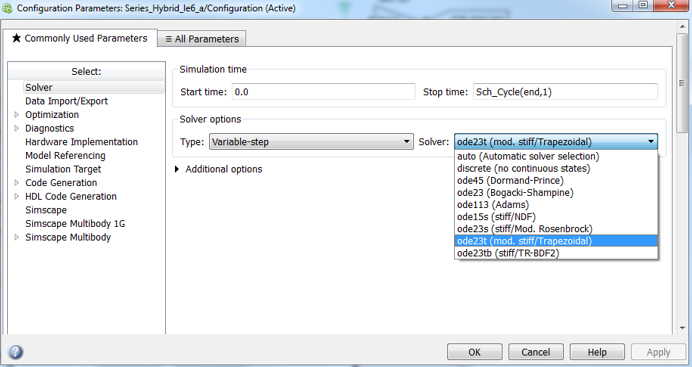 Configuration Parameters: Series_Hybrid_le6_a/Configuration (Active)
★ Commonly Used Parameters
≡ All Parameters
Select:
Solver
Data Import/Export
Optimization
Diagnostics
Hardware Implementation
Model Referencing
Simulation Target
Code Generation
HDL Code Generation
Simscape
Simscape Multibody 1G
Simscape Multibody
Simulation time
Start time: 0.0 Stop time: Sch_Cycle(end,1)
Solver options
Type: Variable-step Solver: ode23t (mod. stiff/Trapezoidal)
auto (Automatic solver selection)
discrete (no continuous states)
ode45 (Dormand-Prince)
ode23 (Bogacki-Shampine)
ode113 (Adams)
ode15s (stiff/NDF)
ode23s (stiff/Mod. Rosenbrock)
ode23t (mod. stiff/Trapezoidal)
ode23tb (stiff/TR-BDF2)
Additional options
OK Cancel Help Apply